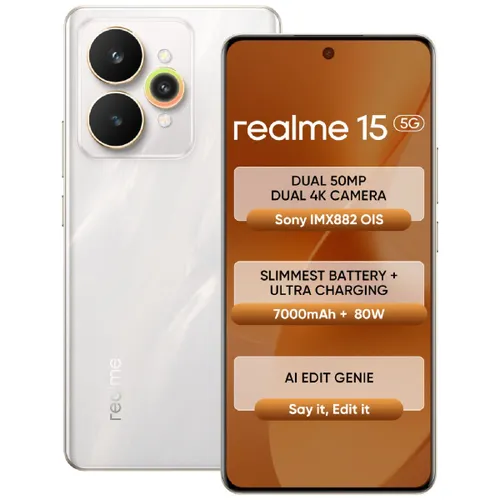 realme 15 5G
DUAL 50MP
DUAL 4K CAMERA
Sony IMX882 OIS
SLIMMEST BATTERY +
ULTRA CHARGING
7000mAh + 80W
AI EDIT GENIE
Say it, Edit it
realme